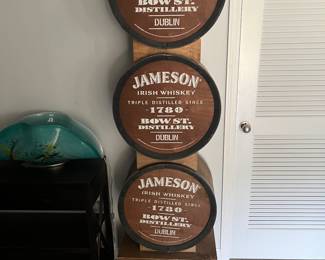 BOW ST.
DISTILLERY
DUBLIN
JAMESON
IRISH WHISKEY
TRIPLE DISTILLED SINCE
1780
BOW ST.
DISTILLERY
DUBLIN
JAMESON
IRISH WHISKEY
TRIPLE DISTILLED SINCE
1780
BOW ST.
DISTILLERY
DUBLIN